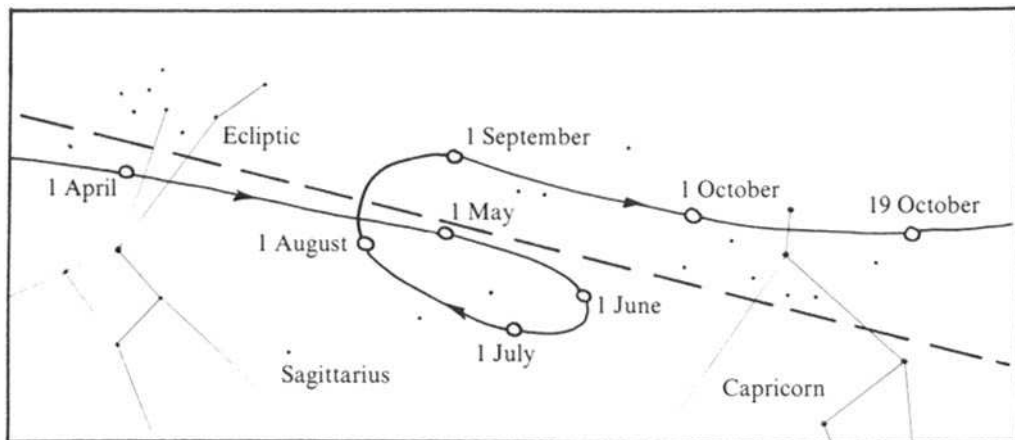 Ecliptic
1 September
1 April
1 May
1 October
19 October
1 August
1 June
1 July
Sagittarius
Capricorn